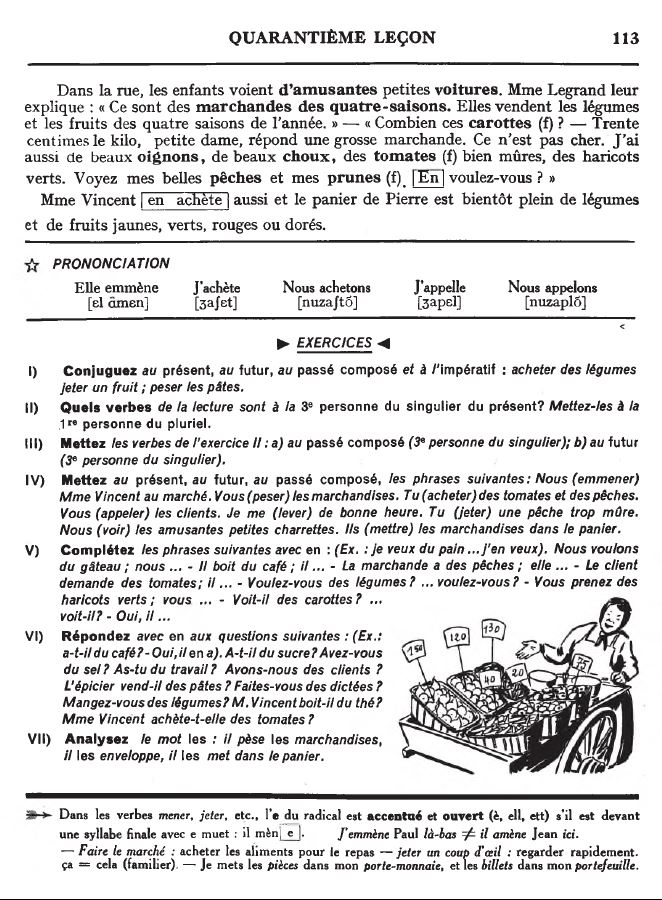 QUARANTIÈME LEÇON 113
Dans la rue, les enfants voient d'amusantes petites voitures. Mme Legrand leur
explique : « Ce sont des marchandes des quatre-saisons. Elles vendent les légumes
et les fruits des quatre saisons de l'année. » — « Combien ces carottes (f) ? — Trente
centimes le kilo, petite dame, répond une grosse marchande. Ce n'est pas cher. J'ai
aussi de beaux oignons, de beaux choux, des tomates (f) bien mûres, des haricots
verts. Voyez mes belles pêches et mes prunes (f). En voulez-vous ? »
Mme Vincent en achète aussi et le panier de Pierre est bientôt plein de légumes
et de fruits jaunes, verts, rouges ou dorés.
☆ PRONONCIATION
Elle emmène J'achète Nous achetons J'appelle Nous appelons
[ɛl ɑ̃mɛn] [ʒaʃɛt] [nuzaʃtɔ̃] [ʒapɛl] [nuzaplɔ̃]
► EXERCICES ◄
I) Conjuguez au présent, au futur, au passé composé et à l'impératif : acheter des légumes
jeter un fruit ; peser les pâtes.
II) Quels verbes de la lecture sont à la 3e personne du singulier du présent? Mettez-les à la
1re personne du pluriel.
III) Mettez les verbes de l'exercice II : a) au passé composé (3e personne du singulier); b) au futur
(3e personne du singulier).
IV) Mettez au présent, au futur, au passé composé, les phrases suivantes : Nous (emmener)
Mme Vincent au marché. Vous (peser) les marchandises. Tu (acheter) des tomates et des pêches.
Vous (appeler) les clients. Je me (lever) de bonne heure. Tu (jeter) une pêche trop mûre.
Nous (voir) les amusantes petites charrettes. Ils (mettre) les marchandises dans le panier.
V) Complétez les phrases suivantes avec en : (Ex. : je veux du pain ... j'en veux). Nous voulons
du gâteau ; nous ... - Il boit du café ; il ... - La marchande a des pêches ; elle ... - Le client
demande des tomates; il ... - Voulez-vous des légumes ? ... voulez-vous ? - Vous prenez des
haricots verts ; vous ... - Voit-il des carottes ? ...
voit-il? - Oui, il ...
VI) Répondez avec en aux questions suivantes : (Ex.:
a-t-il du café? - Oui, il en a). A-t-il du sucre? Avez-vous
du sel ? As-tu du travail ? Avons-nous des clients ?
L'épicier vend-il des pâtes ? Faites-vous des dictées ?
Mangez-vous des légumes? M. Vincent boit-il du thé?
Mme Vincent achète-t-elle des tomates ?
VII) Analysez le mot les : il pèse les marchandises,
il les enveloppe, il les met dans le panier.
150 120 130
40 20 75
Dans les verbes mener, jeter, etc., l'e du radical est accentué et ouvert (è, ell, ett) s'il est devant
une syllabe finale avec e muet : il mèn e . J'emmène Paul là-bas ≠ il amène Jean ici.
— Faire le marché : acheter les aliments pour le repas — jeter un coup d'œil : regarder rapidement.
ça = cela (familier). — Je mets les pièces dans mon porte-monnaie, et les billets dans mon portefeuille.